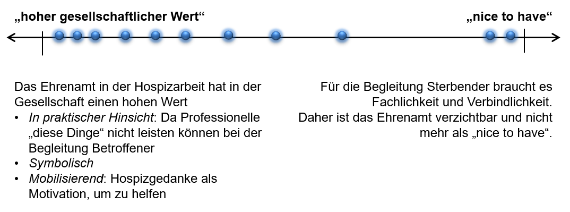 „hoher gesellschaftlicher Wert“
„nice to have“
Das Ehrenamt in der Hospizarbeit hat in der
Gesellschaft einen hohen Wert
• In praktischer Hinsicht: Da Professionelle
„diese Dinge“ nicht leisten können bei der
Begleitung Betroffener
• Symbolisch
• Mobilisierend: Hospizgedanke als
Motivation, um zu helfen
Für die Begleitung Sterbender braucht es
Fachlichkeit und Verbindlichkeit.
Daher ist das Ehrenamt verzichtbar und nicht
mehr als „nice to have“.